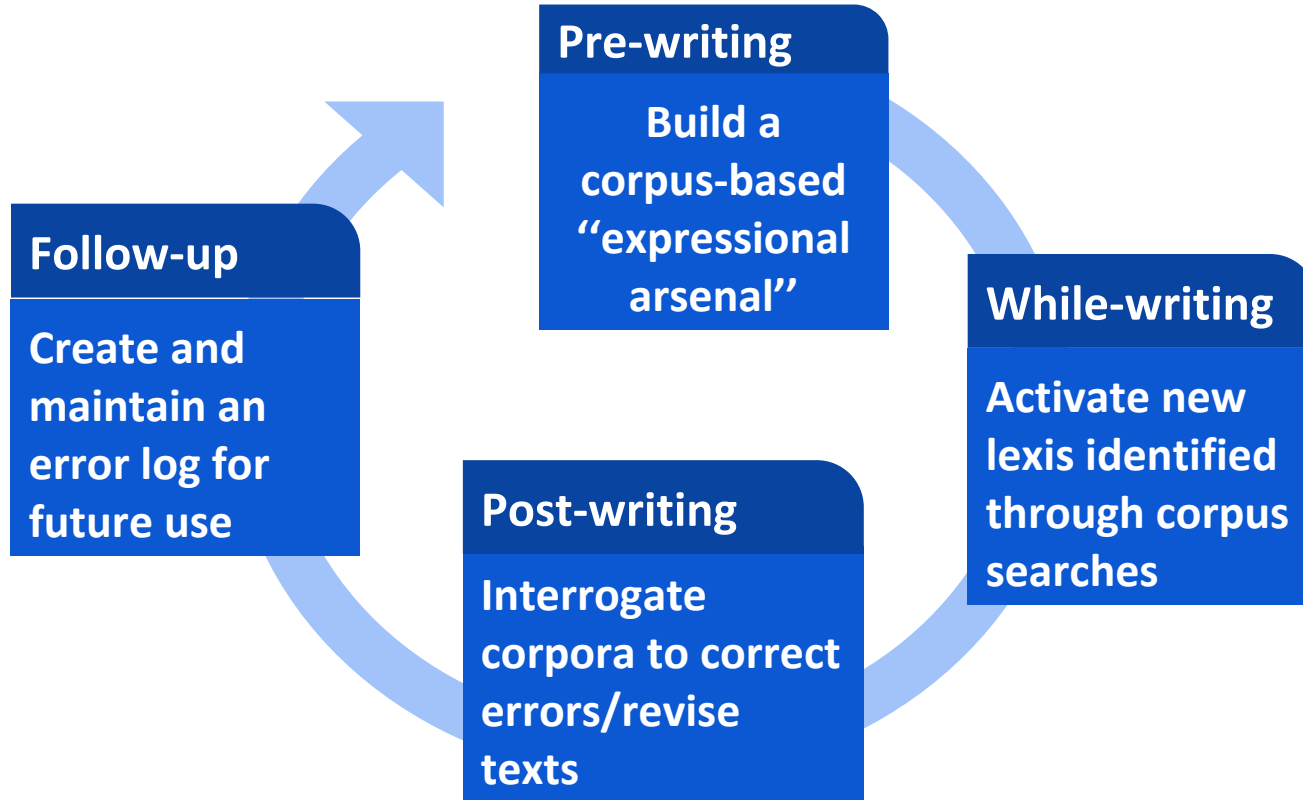 Pre-writing
Build a
corpus-based
‘‘expressional
arsenal’’
While-writing
Activate new
lexis identified
through corpus
searches
Post-writing
Interrogate
corpora to correct
errors/revise
texts
Follow-up
Create and
maintain an
error log for
future use